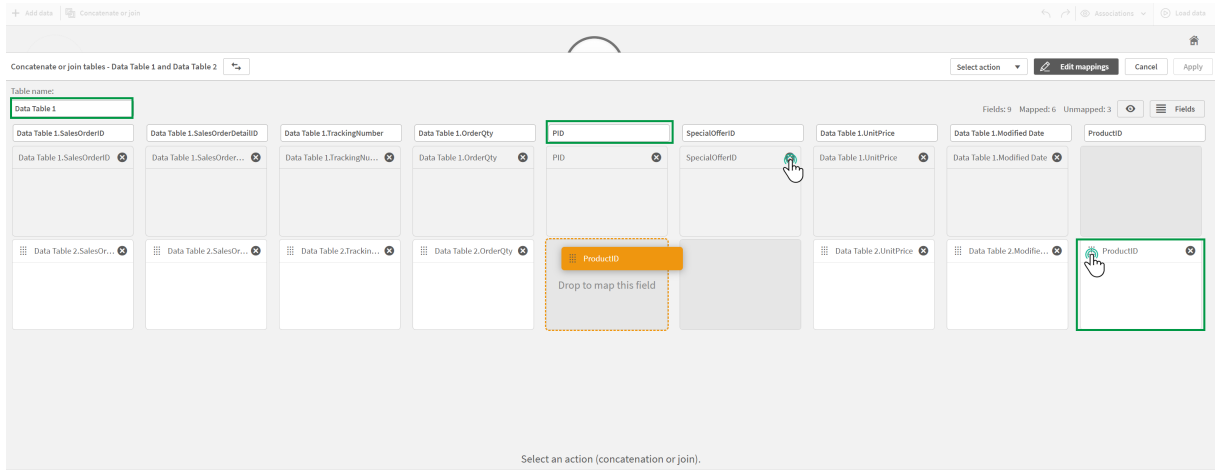 Add data Concatenate or join Associations Load data
Concatenate or join tables - Data Table 1 and Data Table 2 Select action Edit mappings Cancel Apply
Table name:
Data Table 1 Fields: 9 Mapped: 6 Unmapped: 3 Fields
Data Table 1.SalesOrderID Data Table 1.SalesOrderDetailID Data Table 1.TrackingNumber Data Table 1.OrderQty PID SpecialOfferID Data Table 1.UnitPrice Data Table 1.Modified Date ProductID
Data Table 1.SalesOrderID Data Table 1.SalesOrder... Data Table 1.TrackingNu... Data Table 1.OrderQty PID SpecialOfferID Data Table 1.UnitPrice Data Table 1.Modified Date
Data Table 2.SalesOr... Data Table 2.SalesOr... Data Table 2.Trackin... Data Table 2.OrderQty ProductID Data Table 2.UnitPrice Data Table 2.Modifie... ProductID
Drop to map this field
Select an action (concatenation or join).